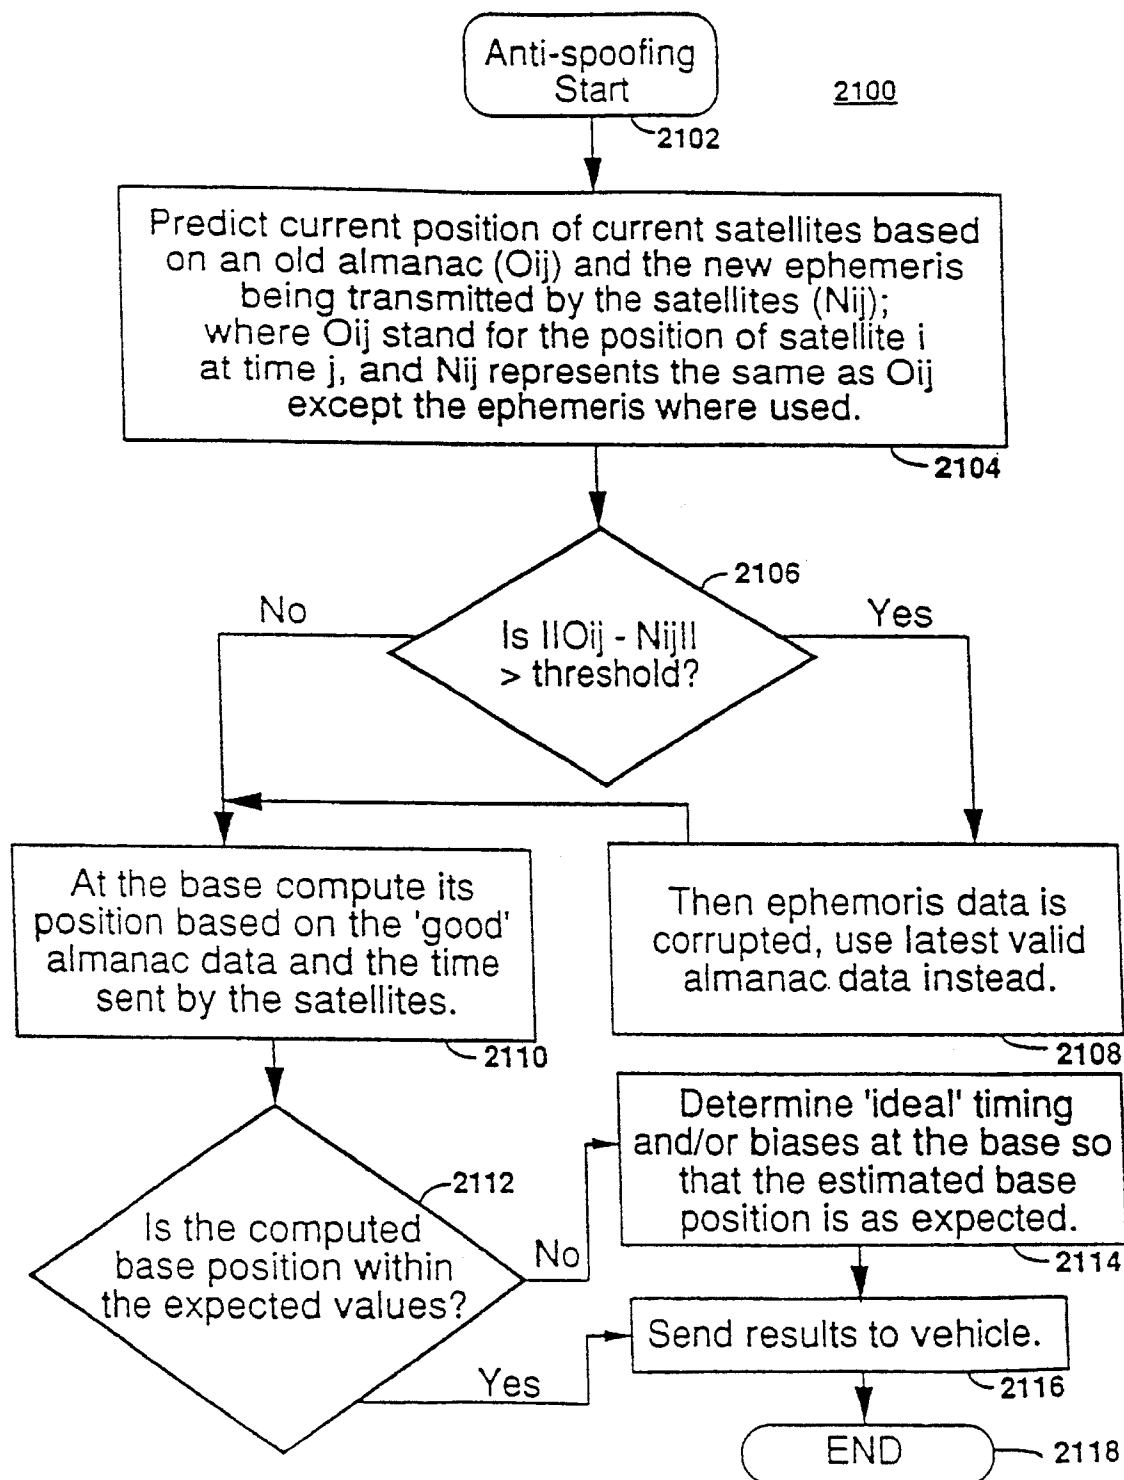 Anti-spoofing
Start
2100
2102
Predict current position of current satellites based
on an old almanac (Oij) and the new ephemeris
being transmitted by the satellites (Nij);
where Oij stand for the position of satellite i
at time j, and Nij represents the same as Oij
except the ephemeris where used.
2104
2106
No
Yes
Is ||Oij - Nij||
> threshold?
At the base compute its
position based on the 'good'
almanac data and the time
sent by the satellites.
2110
Then ephemoris data is
corrupted, use latest valid
almanac data instead.
2108
Determine 'ideal' timing
and/or biases at the base so
that the estimated base
position is as expected.
2114
2112
Is the computed
base position within
the expected values?
No
Yes
Send results to vehicle.
2116
END
2118